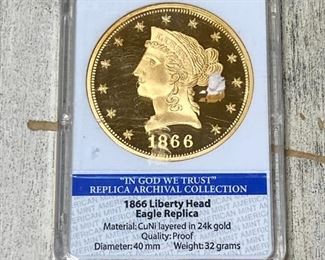 1866
"IN GOD WE TRUST"
REPLICA ARCHIVAL COLLECTION
1866 Liberty Head
Eagle Replica
Material: CuNi layered in 24k gold
Quality: Proof
Diameter: 40 mm Weight: 32 grams